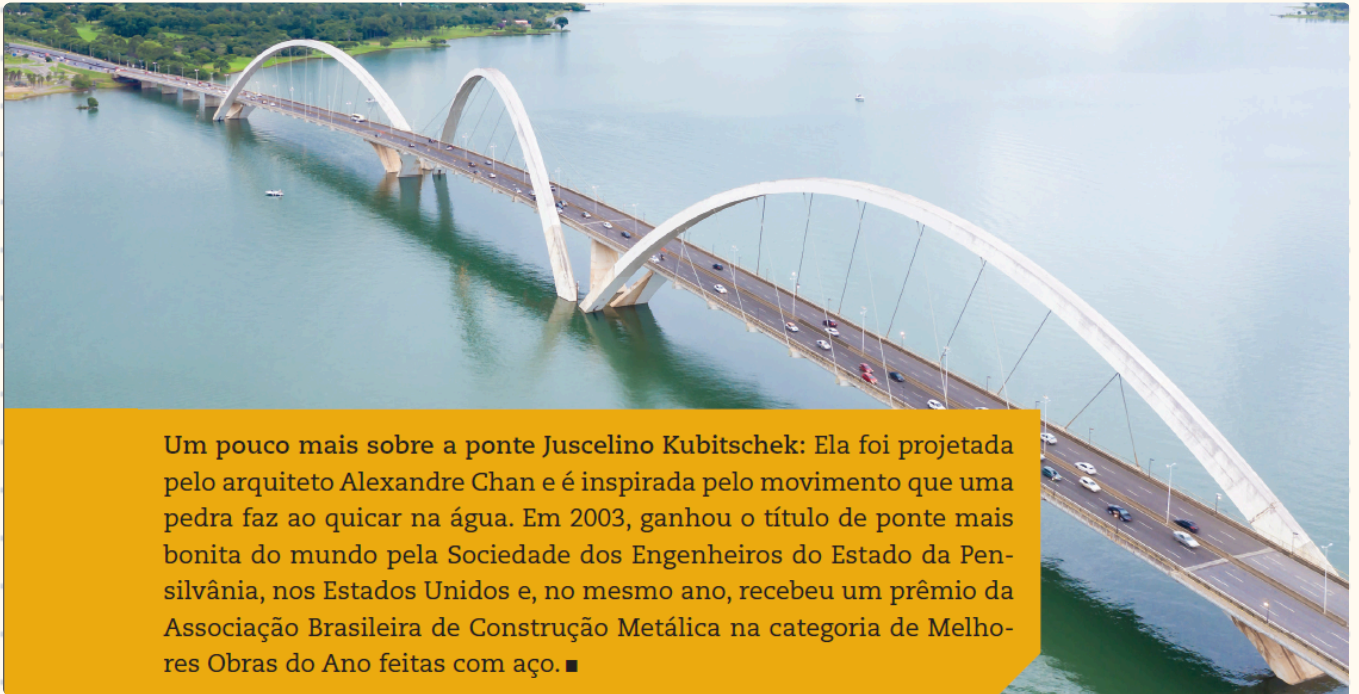 Um pouco mais sobre a ponte Juscelino Kubitschek: Ela foi projetada
pelo arquiteto Alexandre Chan e é inspirada pelo movimento que uma
pedra faz ao quicar na água. Em 2003, ganhou o título de ponte mais
bonita do mundo pela Sociedade dos Engenheiros do Estado da Pen-
silvânia, nos Estados Unidos e, no mesmo ano, recebeu um prêmio da
Associação Brasileira de Construção Metálica na categoria de Melho-
res Obras do Ano feitas com aço. ■